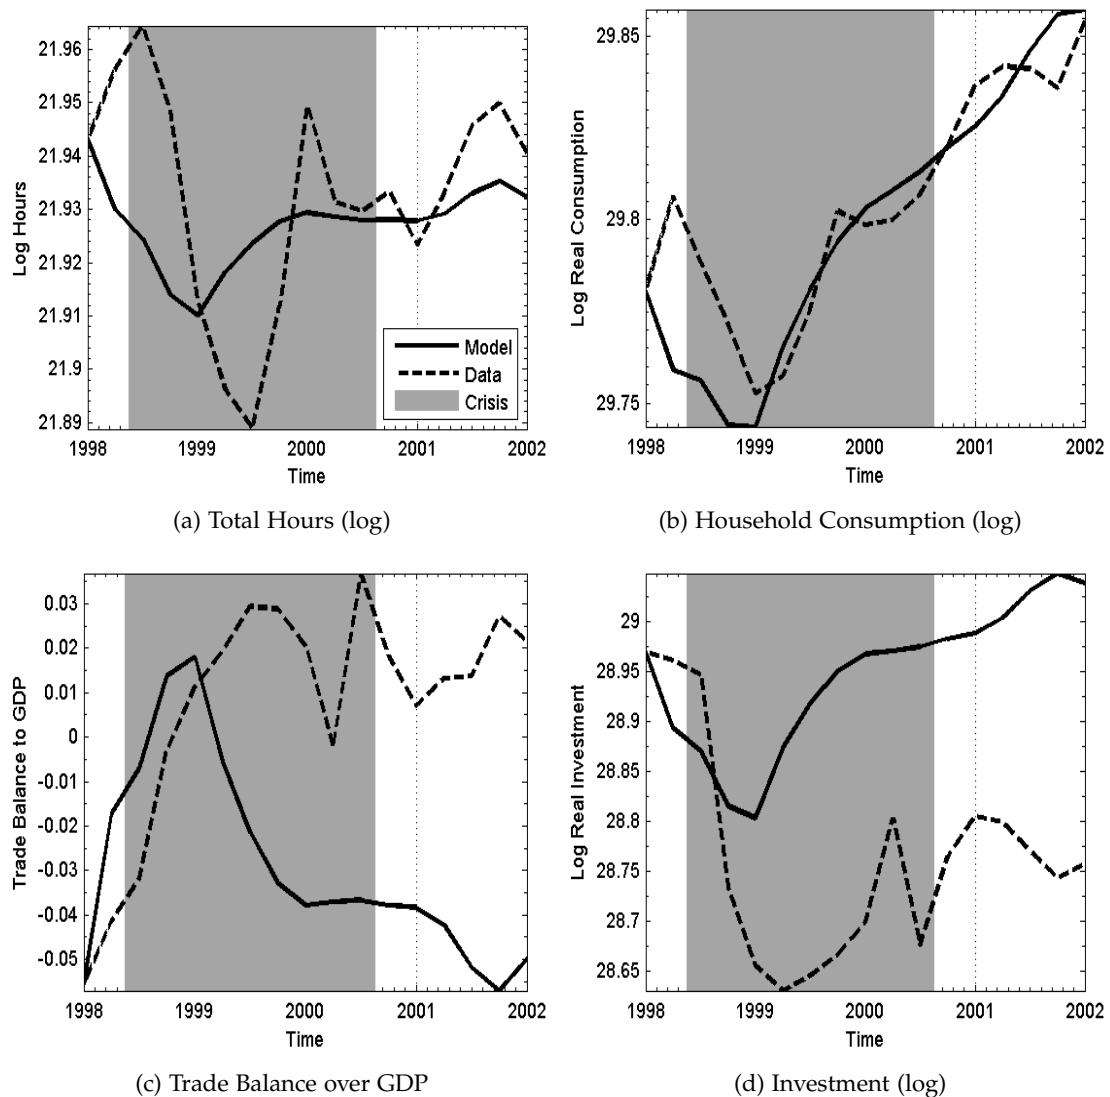 21.96
21.95
21.94
21.93
21.92
21.91
21.9
21.89
Log Hours
Model
Data
Crisis
1998 1999 2000 2001 2002
Time
(a) Total Hours (log)
29.85
29.8
29.75
Log Real Consumption
1998 1999 2000 2001 2002
Time
(b) Household Consumption (log)
0.03
0.02
0.01
0
-0.01
-0.02
-0.03
-0.04
-0.05
Trade Balance to GDP
1998 1999 2000 2001 2002
Time
(c) Trade Balance over GDP
29
28.95
28.9
28.85
28.8
28.75
28.7
28.65
Log Real Investment
1998 1999 2000 2001 2002
Time
(d) Investment (log)